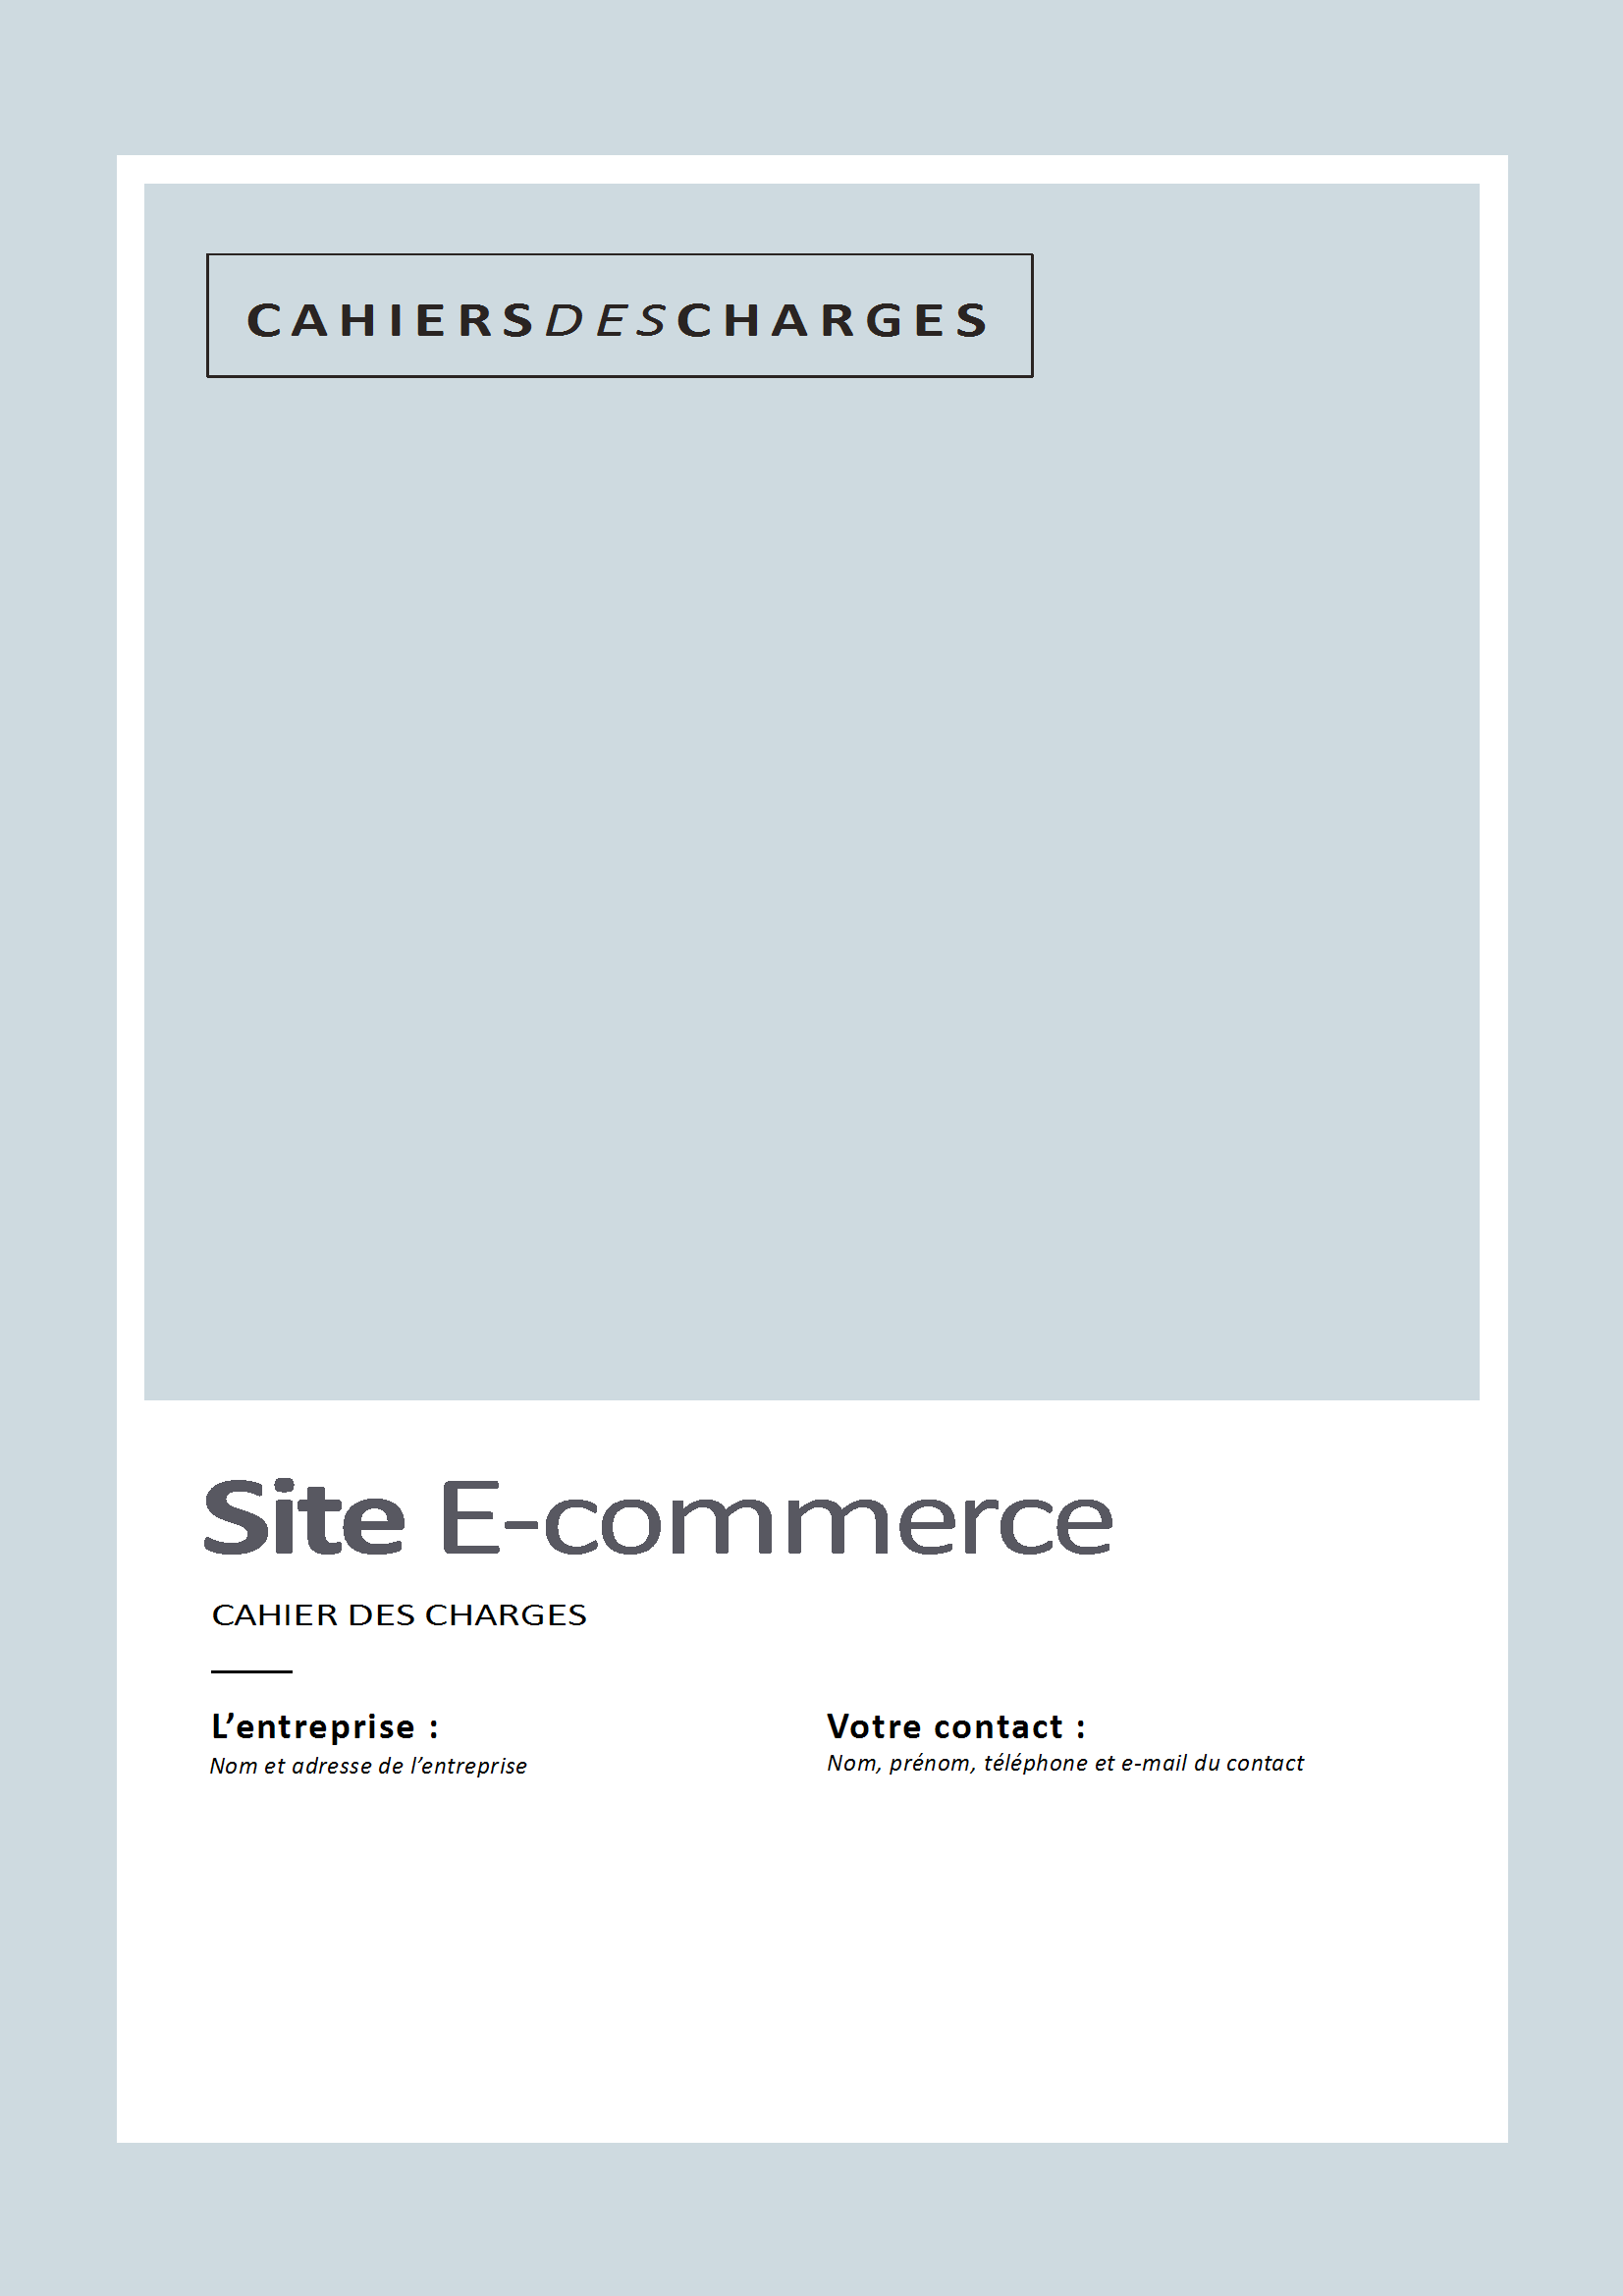 CAHIERSDESCHARGES
Site E-commerce
CAHIER DES CHARGES
L’entreprise :
Nom et adresse de l’entreprise
Votre contact :
Nom, prénom, téléphone et e-mail du contact